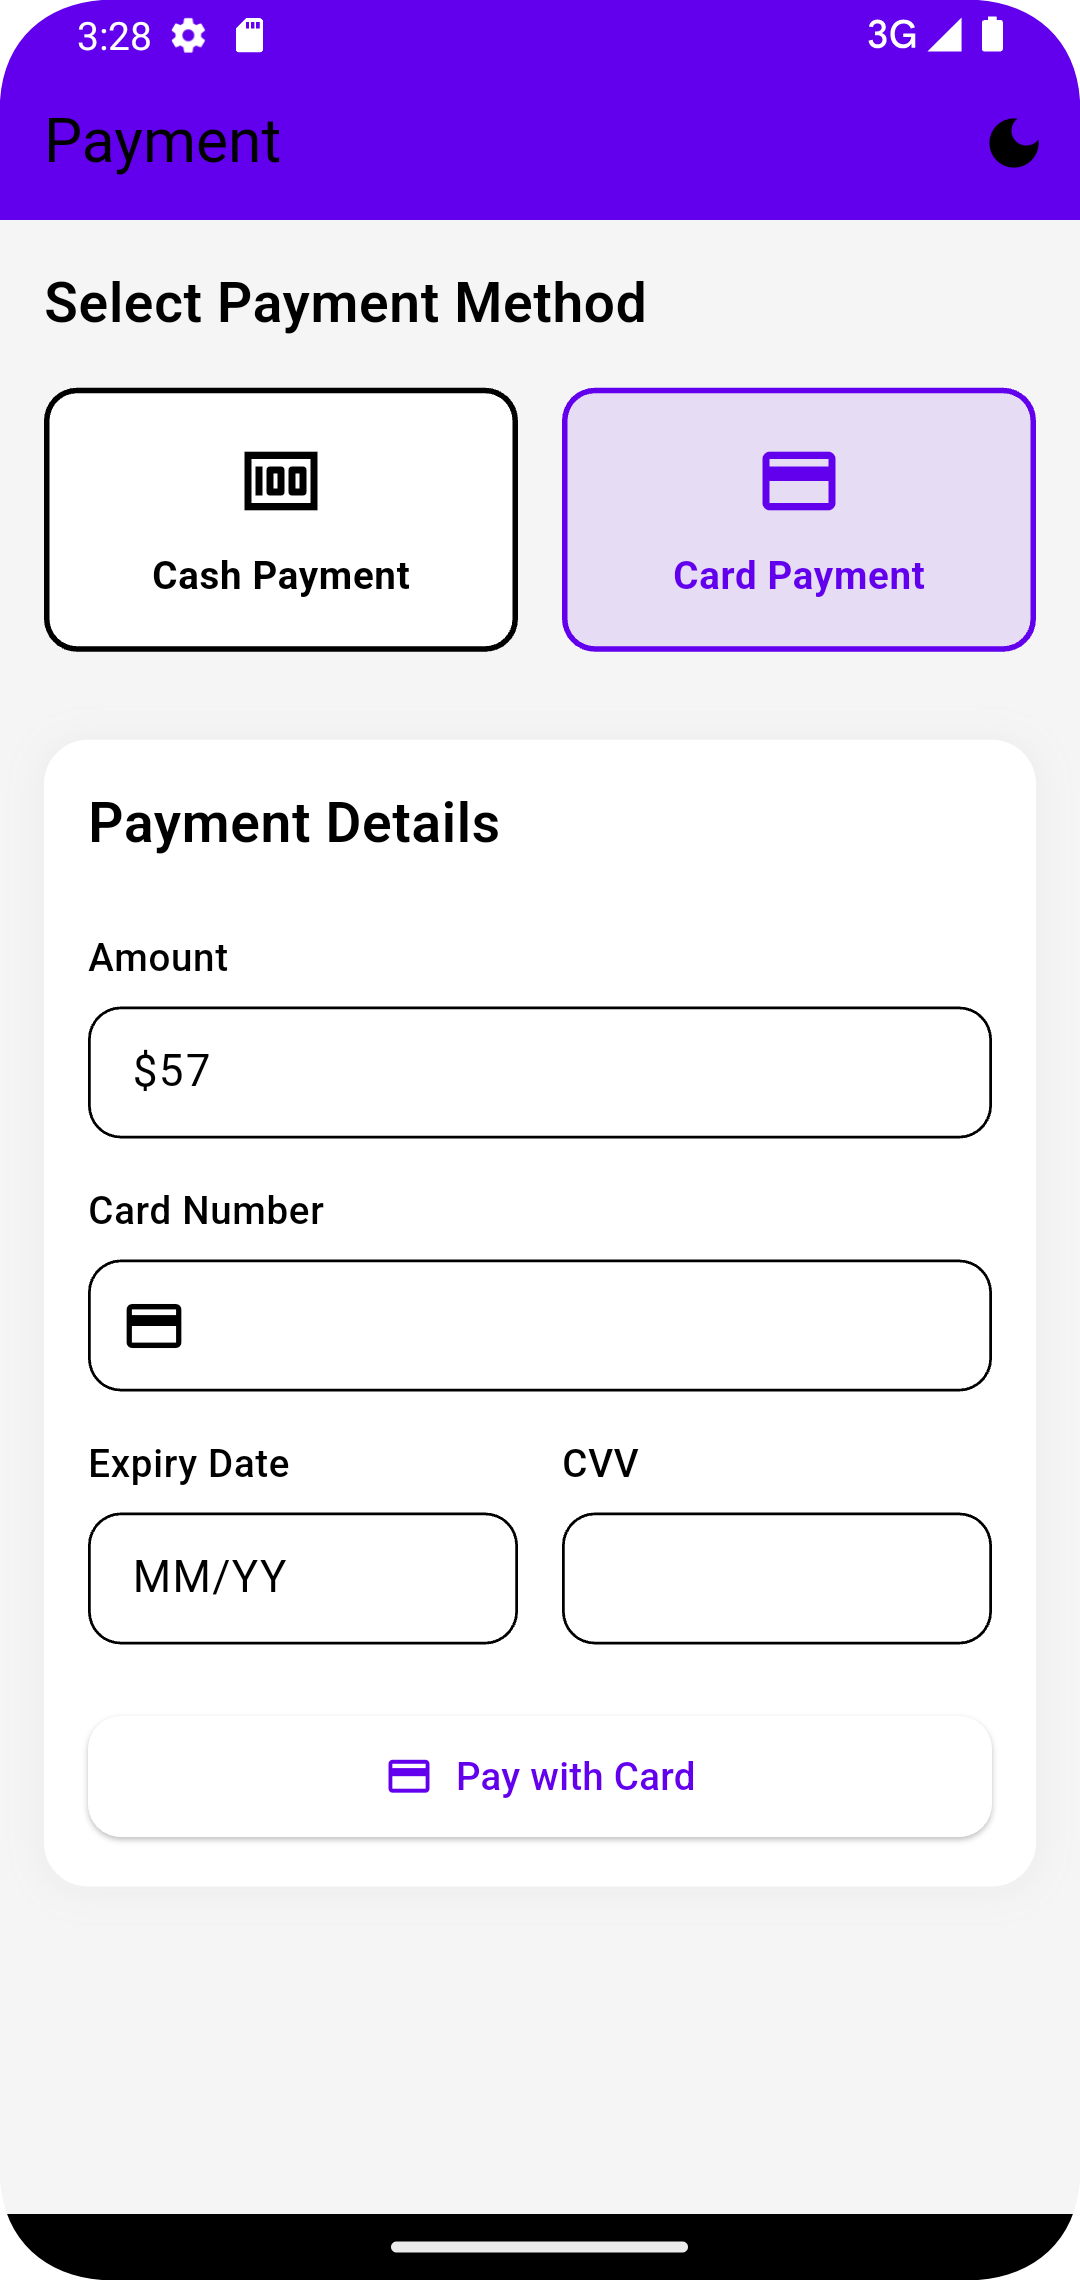 3:28 3G
Payment
Select Payment Method
100
Cash Payment Card Payment
Payment Details
Amount
$57
Card Number
Expiry Date CVV
MM/YY
Pay with Card